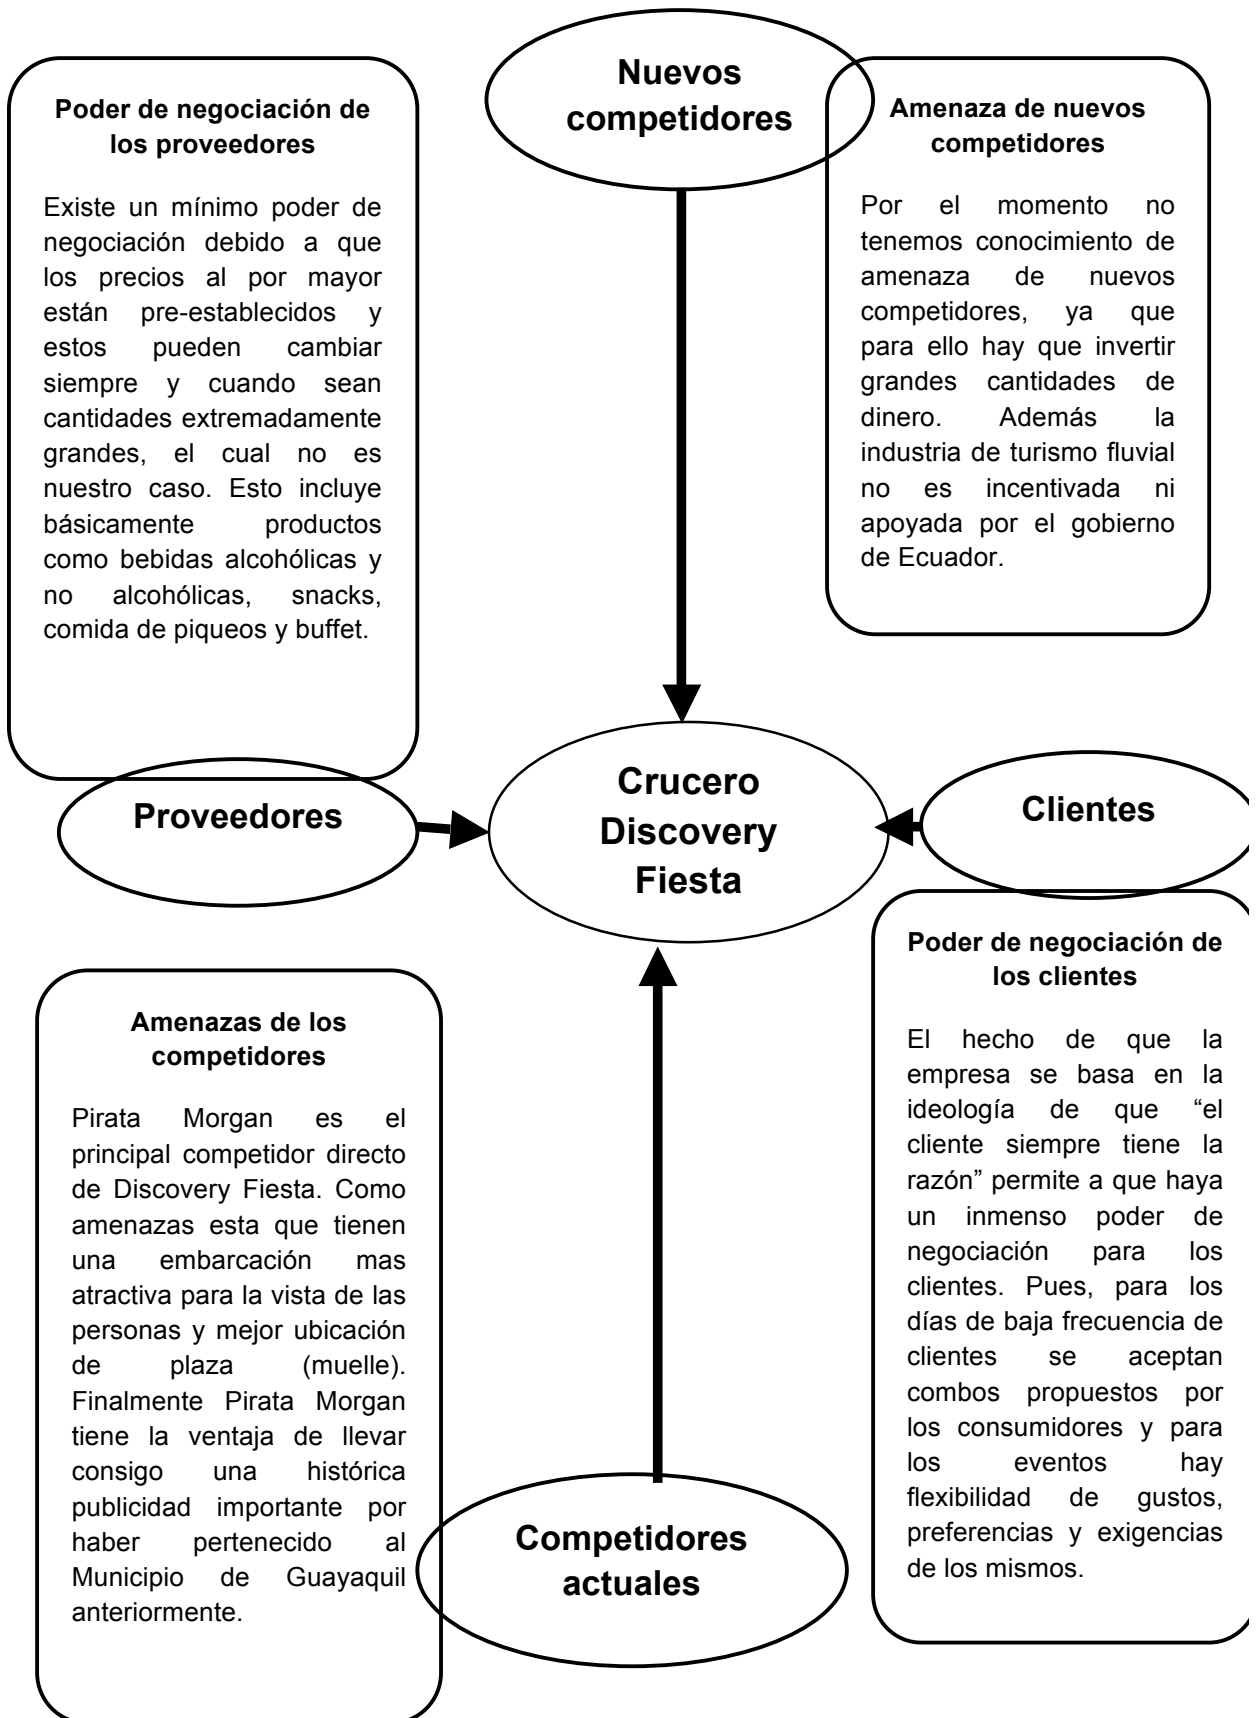 Nuevos
competidores
Poder de negociación de
los proveedores
Existe un mínimo poder de
negociación debido a que
los precios al por mayor
están pre-establecidos y
estos pueden cambiar
siempre y cuando sean
cantidades extremadamente
grandes, el cual no es
nuestro caso. Esto incluye
básicamente productos
como bebidas alcohólicas y
no alcohólicas, snacks,
comida de piqueos y buffet.
Amenaza de nuevos
competidores
Por el momento no
tenemos conocimiento de
amenaza de nuevos
competidores, ya que
para ello hay que invertir
grandes cantidades de
dinero. Además la
industria de turismo fluvial
no es incentivada ni
apoyada por el gobierno
de Ecuador.
Proveedores
Crucero
Discovery
Fiesta
Clientes
Amenazas de los
competidores
Pirata Morgan es el
principal competidor directo
de Discovery Fiesta. Como
amenazas esta que tienen
una embarcación mas
atractiva para la vista de las
personas y mejor ubicación
de plaza (muelle).
Finalmente Pirata Morgan
tiene la ventaja de llevar
consigo una histórica
publicidad importante por
haber pertenecido al
Municipio de Guayaquil
anteriormente.
Poder de negociación de
los clientes
El hecho de que la
empresa se basa en la
ideología de que “el
cliente siempre tiene la
razón” permite a que haya
un inmenso poder de
negociación para los
clientes. Pues, para los
días de baja frecuencia de
clientes se aceptan
combos propuestos por
los consumidores y para
los eventos hay
flexibilidad de gustos,
preferencias y exigencias
de los mismos.
Competidores
actuales